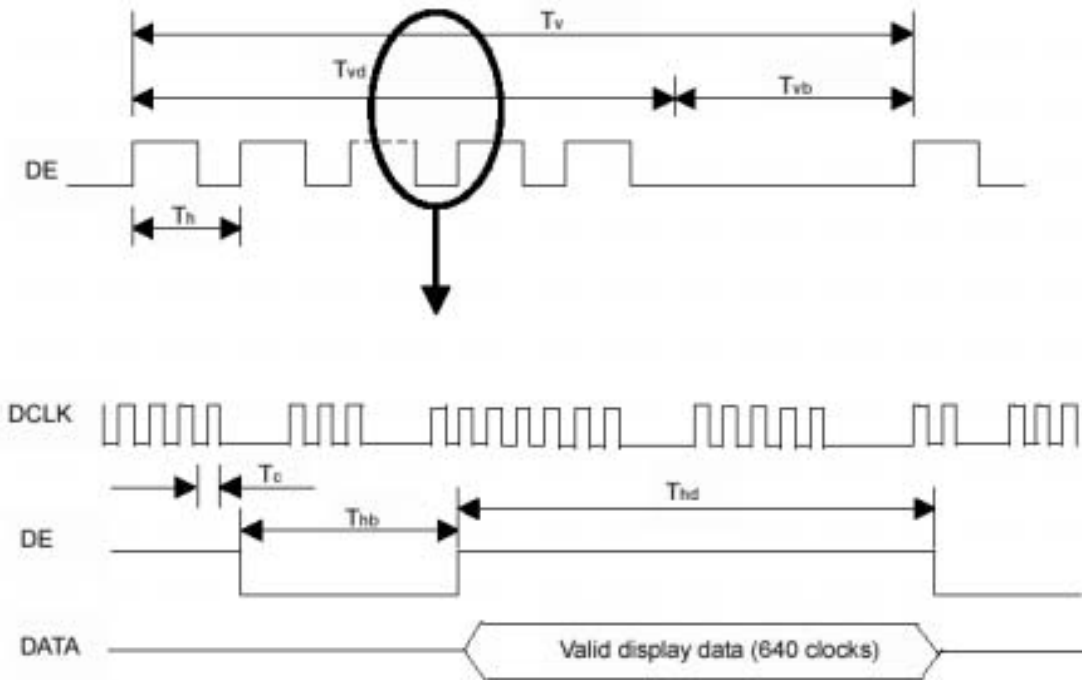 Tv
Tvd
Tvb
DE
Th
DCLK
Tc
Thd
Thb
DE
DATA
Valid display data (640 clocks)